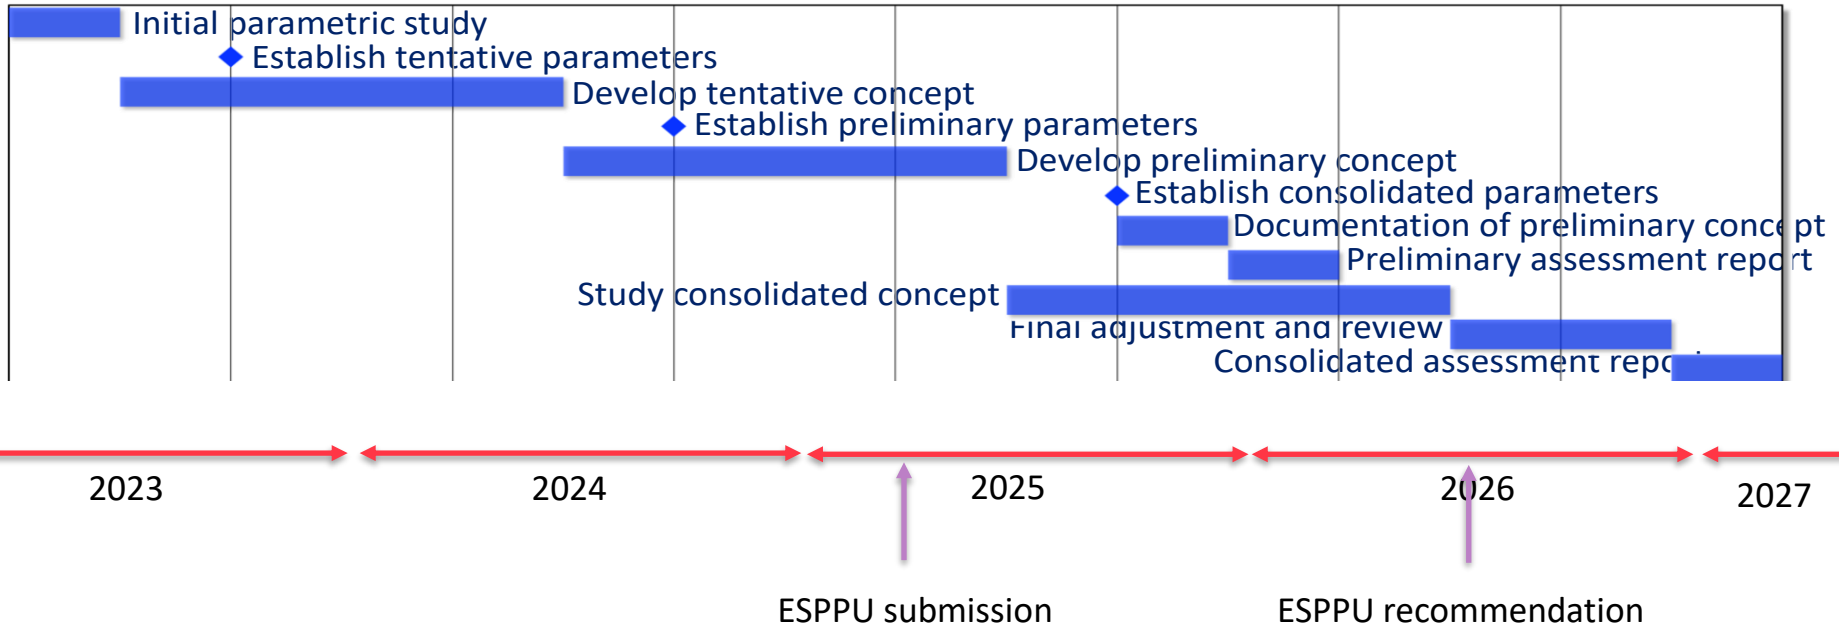 Initial parametric study
Establish tentative parameters
Develop tentative concept
Establish preliminary parameters
Develop preliminary concept
Establish consolidated parameters
Documentation of preliminary concept
Preliminary assessment report
Study consolidated concept
Final adjustment and review
Consolidated assessment repo
2023
2024
2025
2026
2027
ESPPU submission
ESPPU recommendation